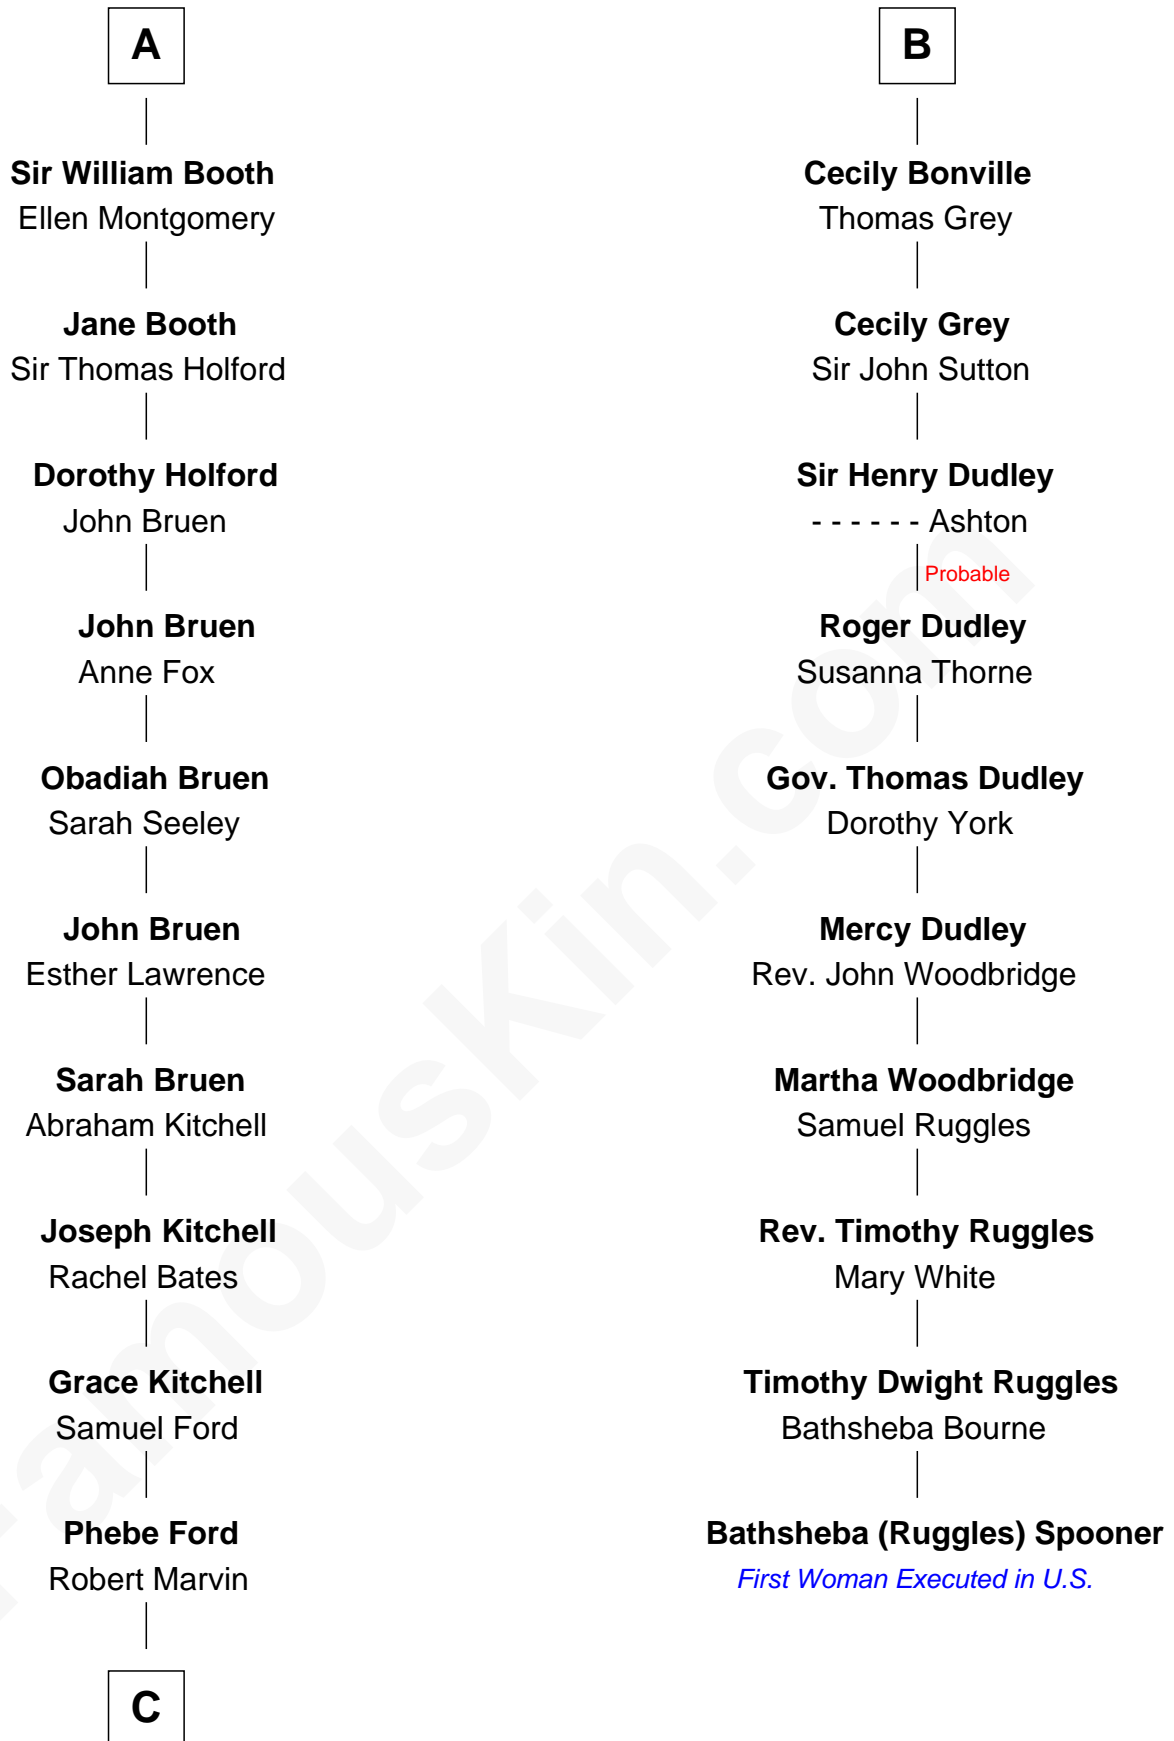 A
Sir William Booth
Ellen Montgomery
Jane Booth
Sir Thomas Holford
Dorothy Holford
John Bruen
John Bruen
Anne Fox
Obadiah Bruen
Sarah Seeley
John Bruen
Esther Lawrence
Sarah Bruen
Abraham Kitchell
Joseph Kitchell
Rachel Bates
Grace Kitchell
Samuel Ford
Phebe Ford
Robert Marvin
C
B
Cecily Bonville
Thomas Grey
Cecily Grey
Sir John Sutton
Sir Henry Dudley
- - - - - - Ashton
Probable
Roger Dudley
Susanna Thorne
Gov. Thomas Dudley
Dorothy York
Mercy Dudley
Rev. John Woodbridge
Martha Woodbridge
Samuel Ruggles
Rev. Timothy Ruggles
Mary White
Timothy Dwight Ruggles
Bathsheba Bourne
Bathsheba (Ruggles) Spooner
First Woman Executed in U.S.
FamousKin.com